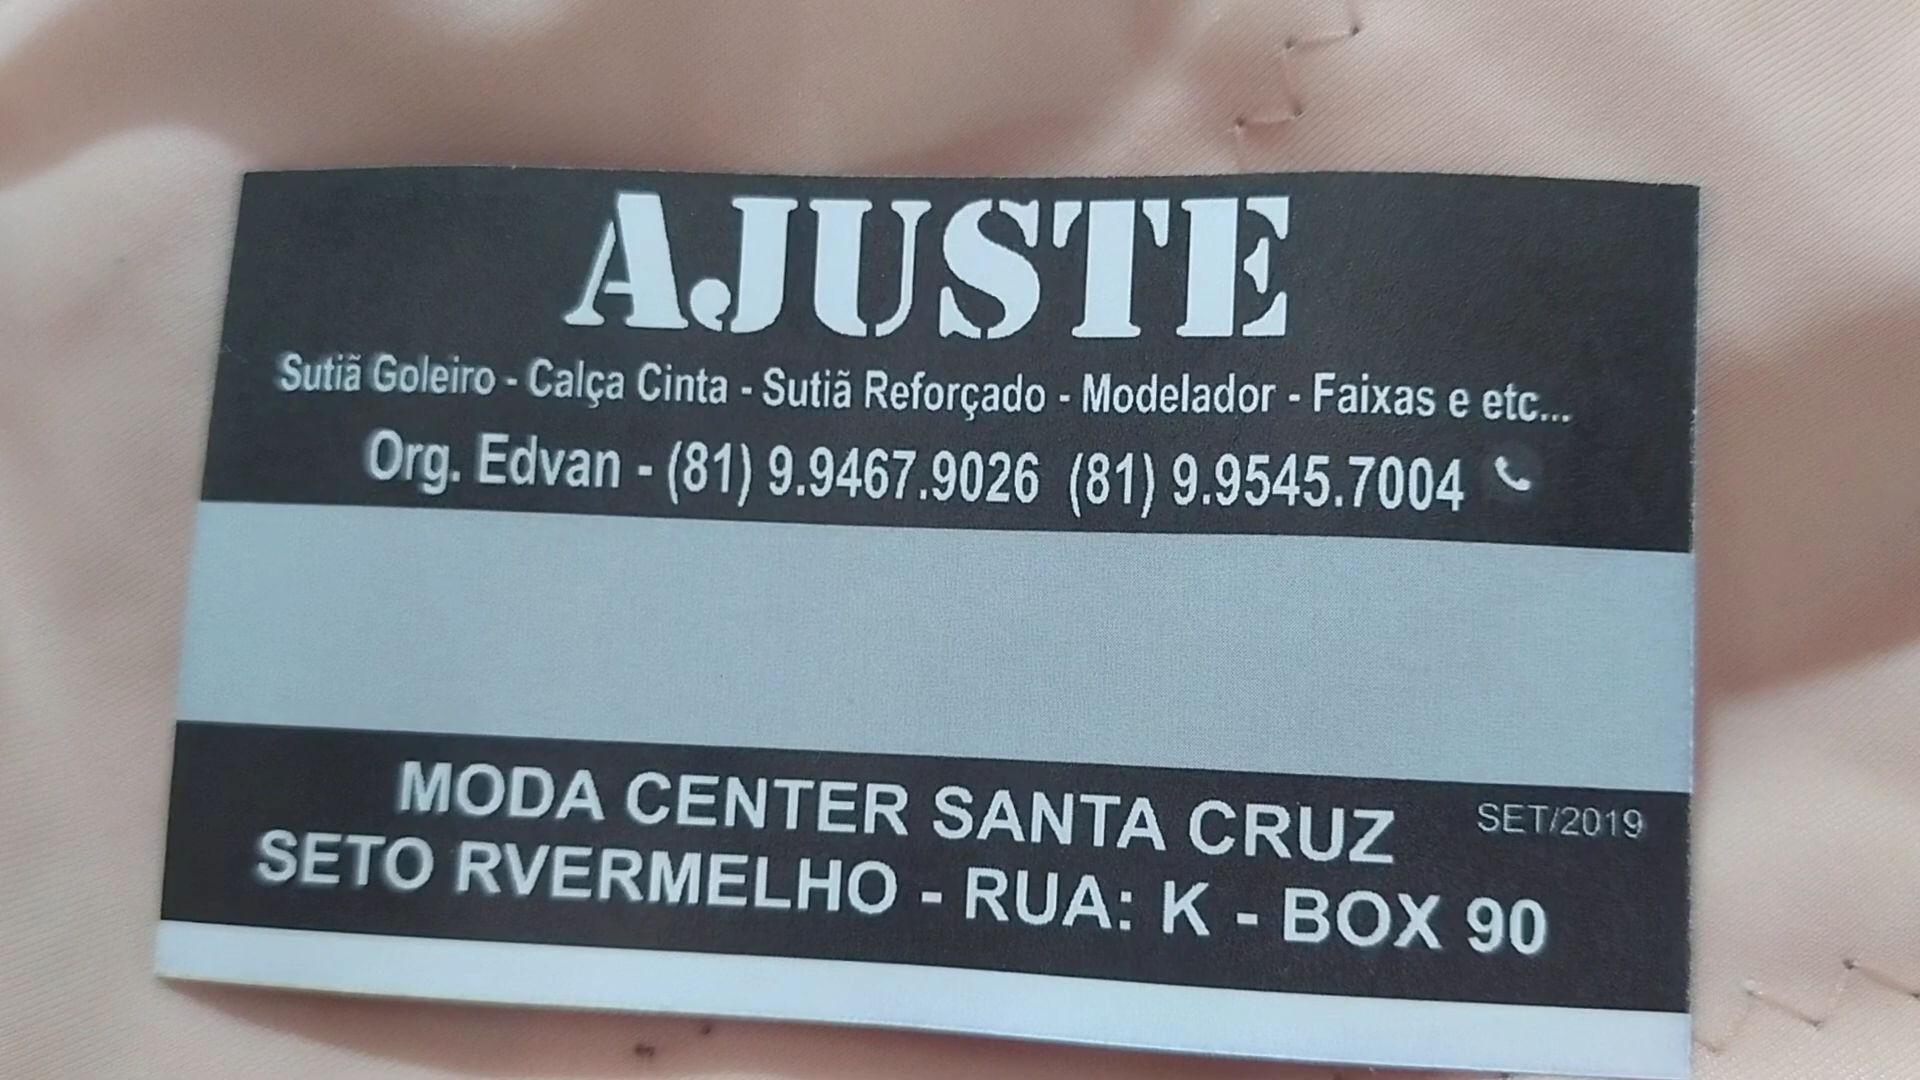 AJUSTE
Sutiã Goleiro - Calça Cinta - Sutiã Reforçado - Modelador - Faixas e etc...
Org. Edvan - (81) 9.9467.9026 (81) 9.9545.7004
MODA CENTER SANTA CRUZ SET/2019
SETO RVERMELHO - RUA: K - BOX 90